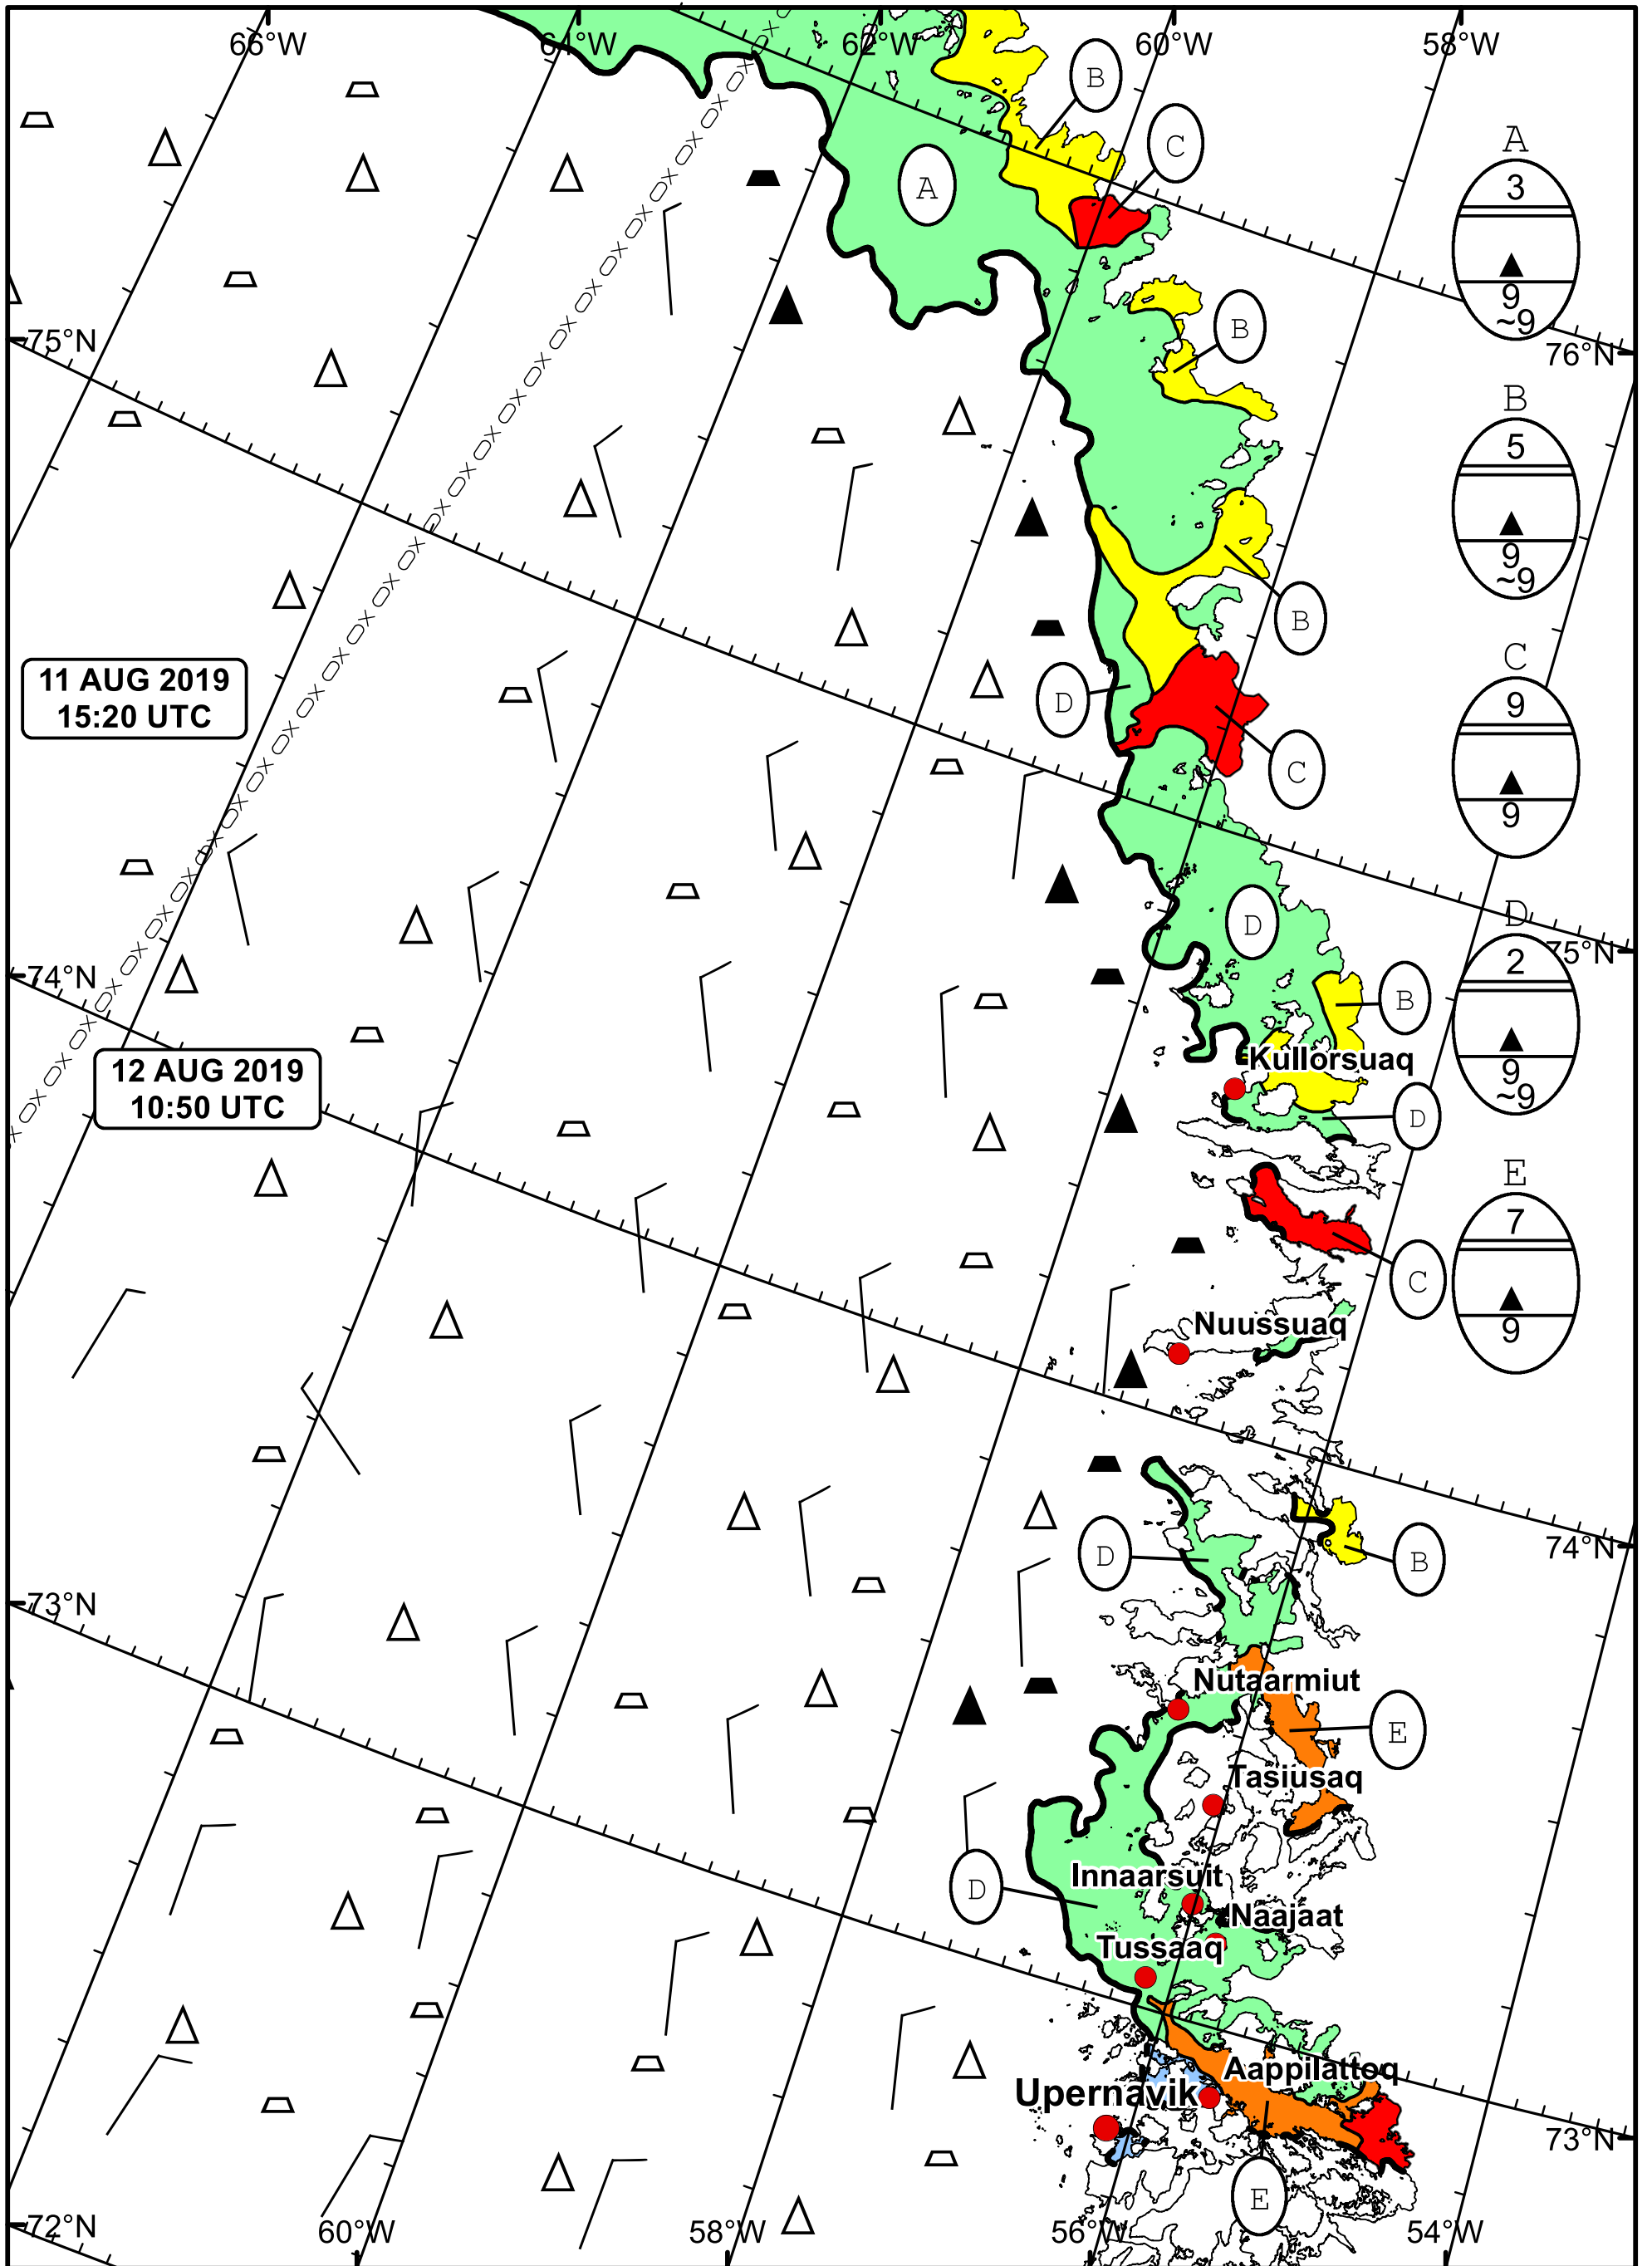 66°W
64°W
62°W
60°W
58°W
B
C
A
A
3
9
~9
B
75°N
76°N
B
5
9
~9
B
C
9
9
11 AUG 2019
15:20 UTC
D
C
D
D
2
9
~9
75°N
74°N
B
Kullorsuaq
12 AUG 2019
10:50 UTC
D
E
7
9
C
Nuussuaq
D
B
74°N
73°N
Nutaarmiut
E
Tasiusaq
D
Innaarsuit
Naajaat
Tussaaq
Aappilattoq
Upernavik
73°N
E
72°N
60°W
58°W
56°W
54°W